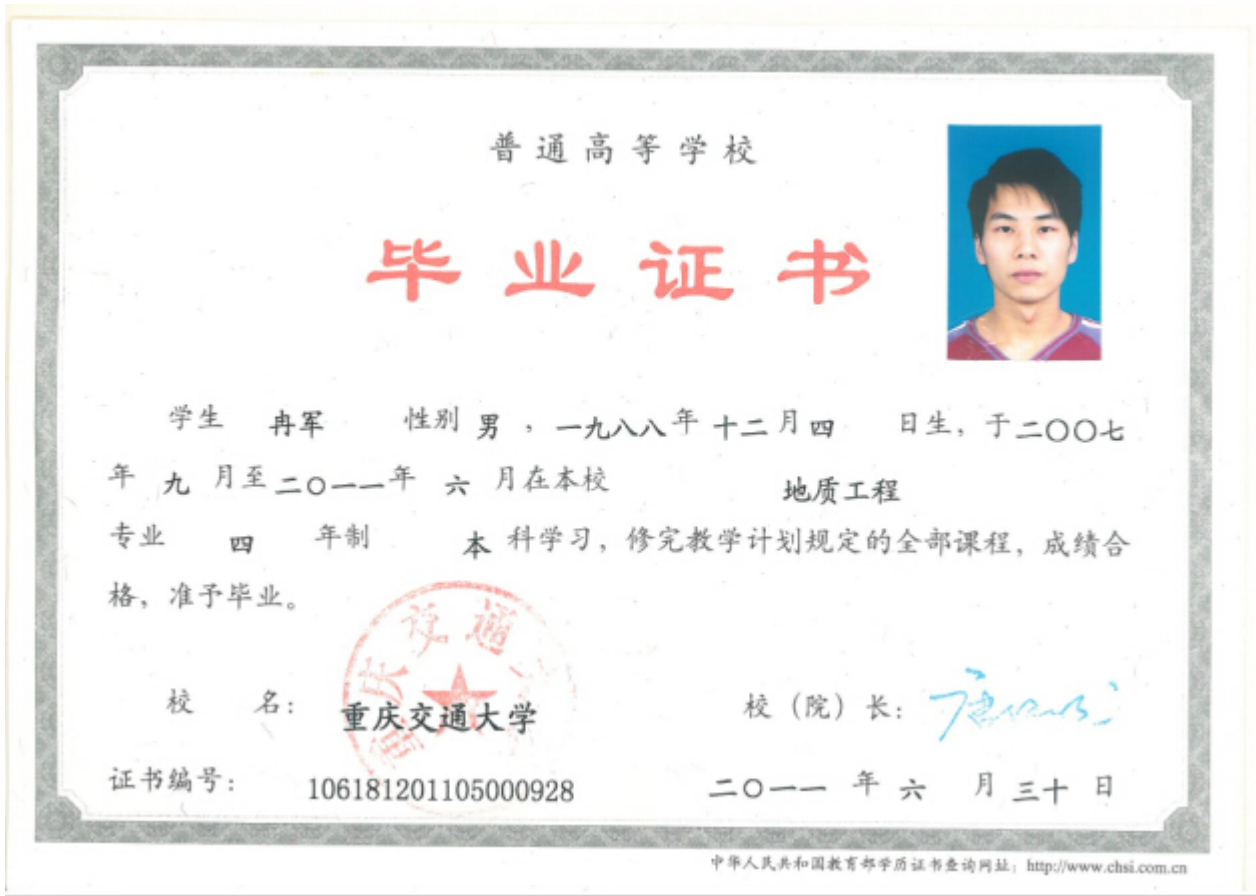 普通高等学校
毕业证书
学生 冉军 性别 男 ，一九八八年 十二月四 日生，于二〇〇七
年 九 月至二〇一一年 六 月在本校 地质工程
专业 四 年制 本 科学习，修完教学计划规定的全部课程，成绩合
格，准予毕业。
校 名： 重庆交通大学 校（院）长：
证书编号： 106181201105000928 二〇一一 年 六 月 三十 日
中华人民共和国教育部学历证书查询网址：http://www.chsi.com.cn